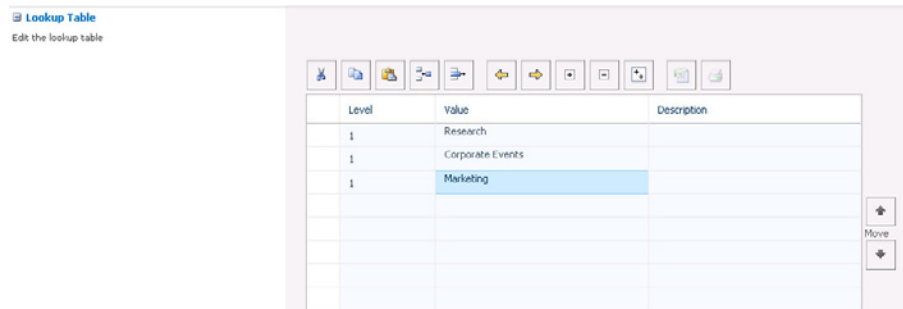 Lookup Table
Edit the lookup table
Level Value Description
1 Research
1 Corporate Events
1 Marketing
Move